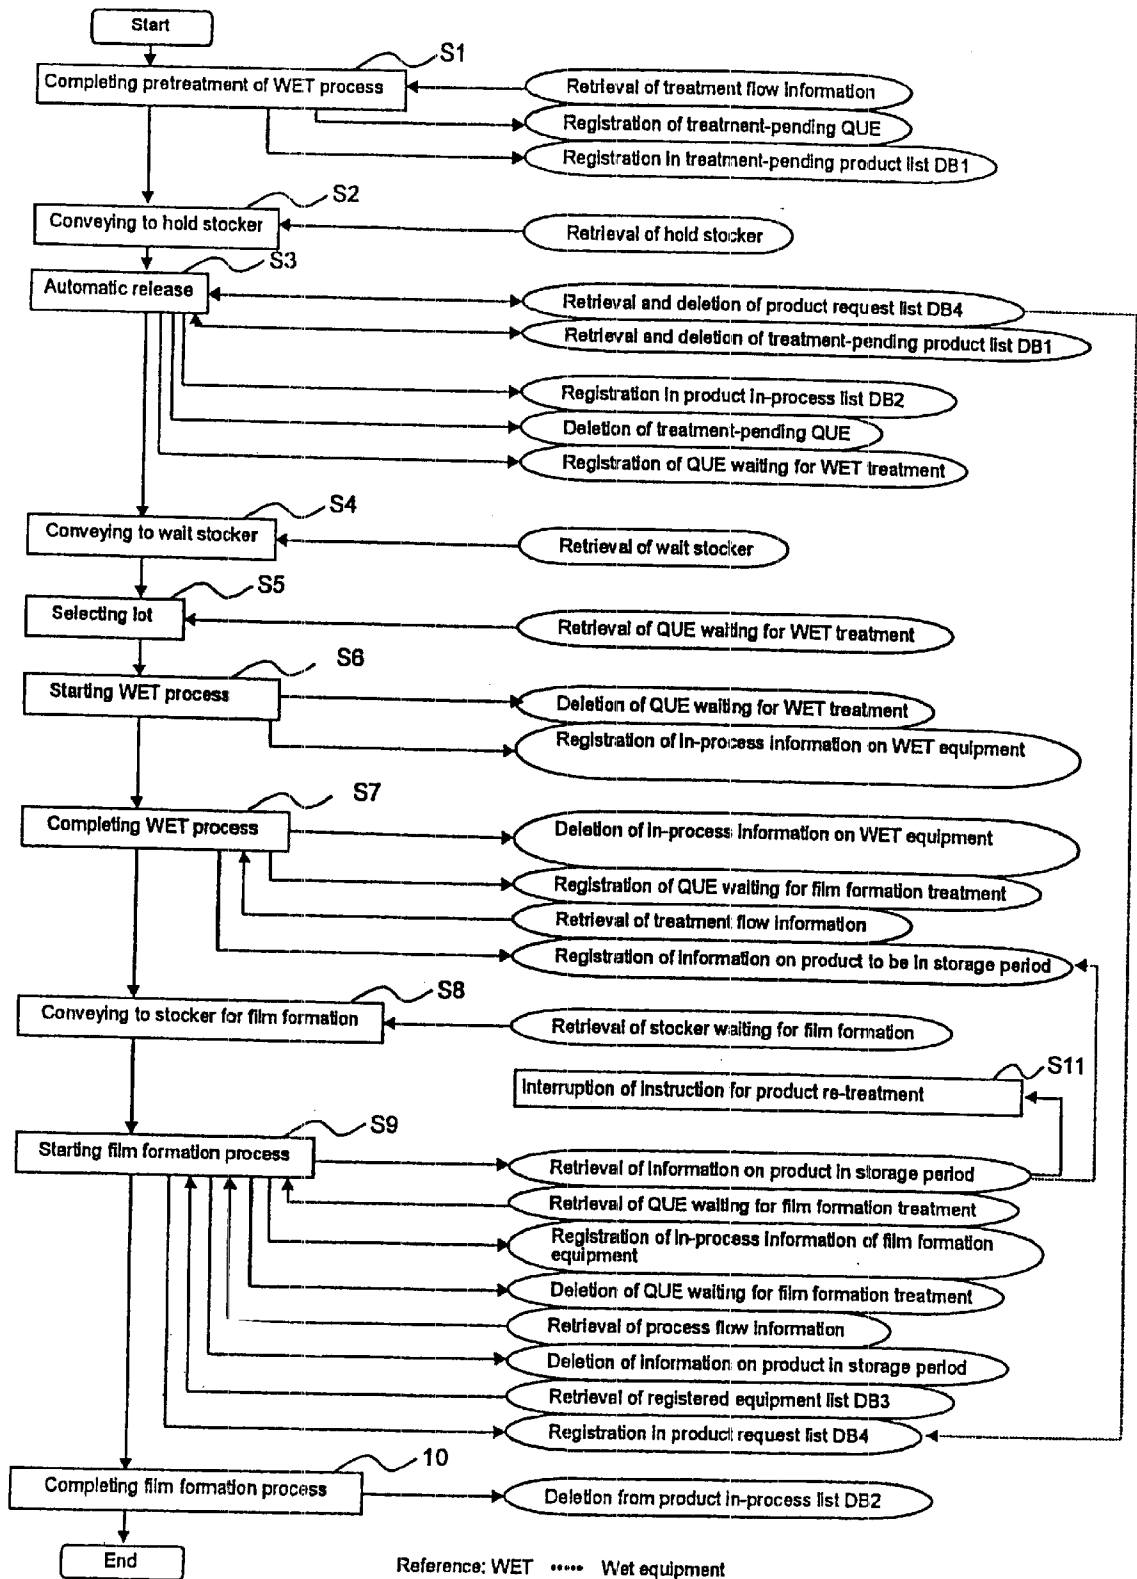 Start
S1
Completing pretreatment of WET process
Retrieval of treatment flow information
Registration of treatment-pending QUE
Registration in treatment-pending product list DB1
S2
Conveying to hold stocker
Retrieval of hold stocker
S3
Automatic release
Retrieval and deletion of product request list DB4
Retrieval and deletion of treatment-pending product list DB1
Registration in product in-process list DB2
Deletion of treatment-pending QUE
Registration of QUE waiting for WET treatment
S4
Conveying to wait stocker
Retrieval of wait stocker
S5
Selecting lot
Retrieval of QUE waiting for WET treatment
S6
Starting WET process
Deletion of QUE waiting for WET treatment
Registration of in-process information on WET equipment
S7
Completing WET process
Deletion of in-process information on WET equipment
Registration of QUE waiting for film formation treatment
Retrieval of treatment flow information
Registration of information on product to be in storage period
S8
Conveying to stocker for film formation
Retrieval of stocker waiting for film formation
S11
Interruption of instruction for product re-treatment
S9
Starting film formation process
Retrieval of information on product in storage period
Retrieval of QUE waiting for film formation treatment
Registration of in-process information of film formation
equipment
Deletion of QUE waiting for film formation treatment
Retrieval of process flow information
Deletion of information on product in storage period
Retrieval of registered equipment list DB3
Registration in product request list DB4
10
Completing film formation process
Deletion from product in-process list DB2
End
Reference: WET ····· Wet equipment